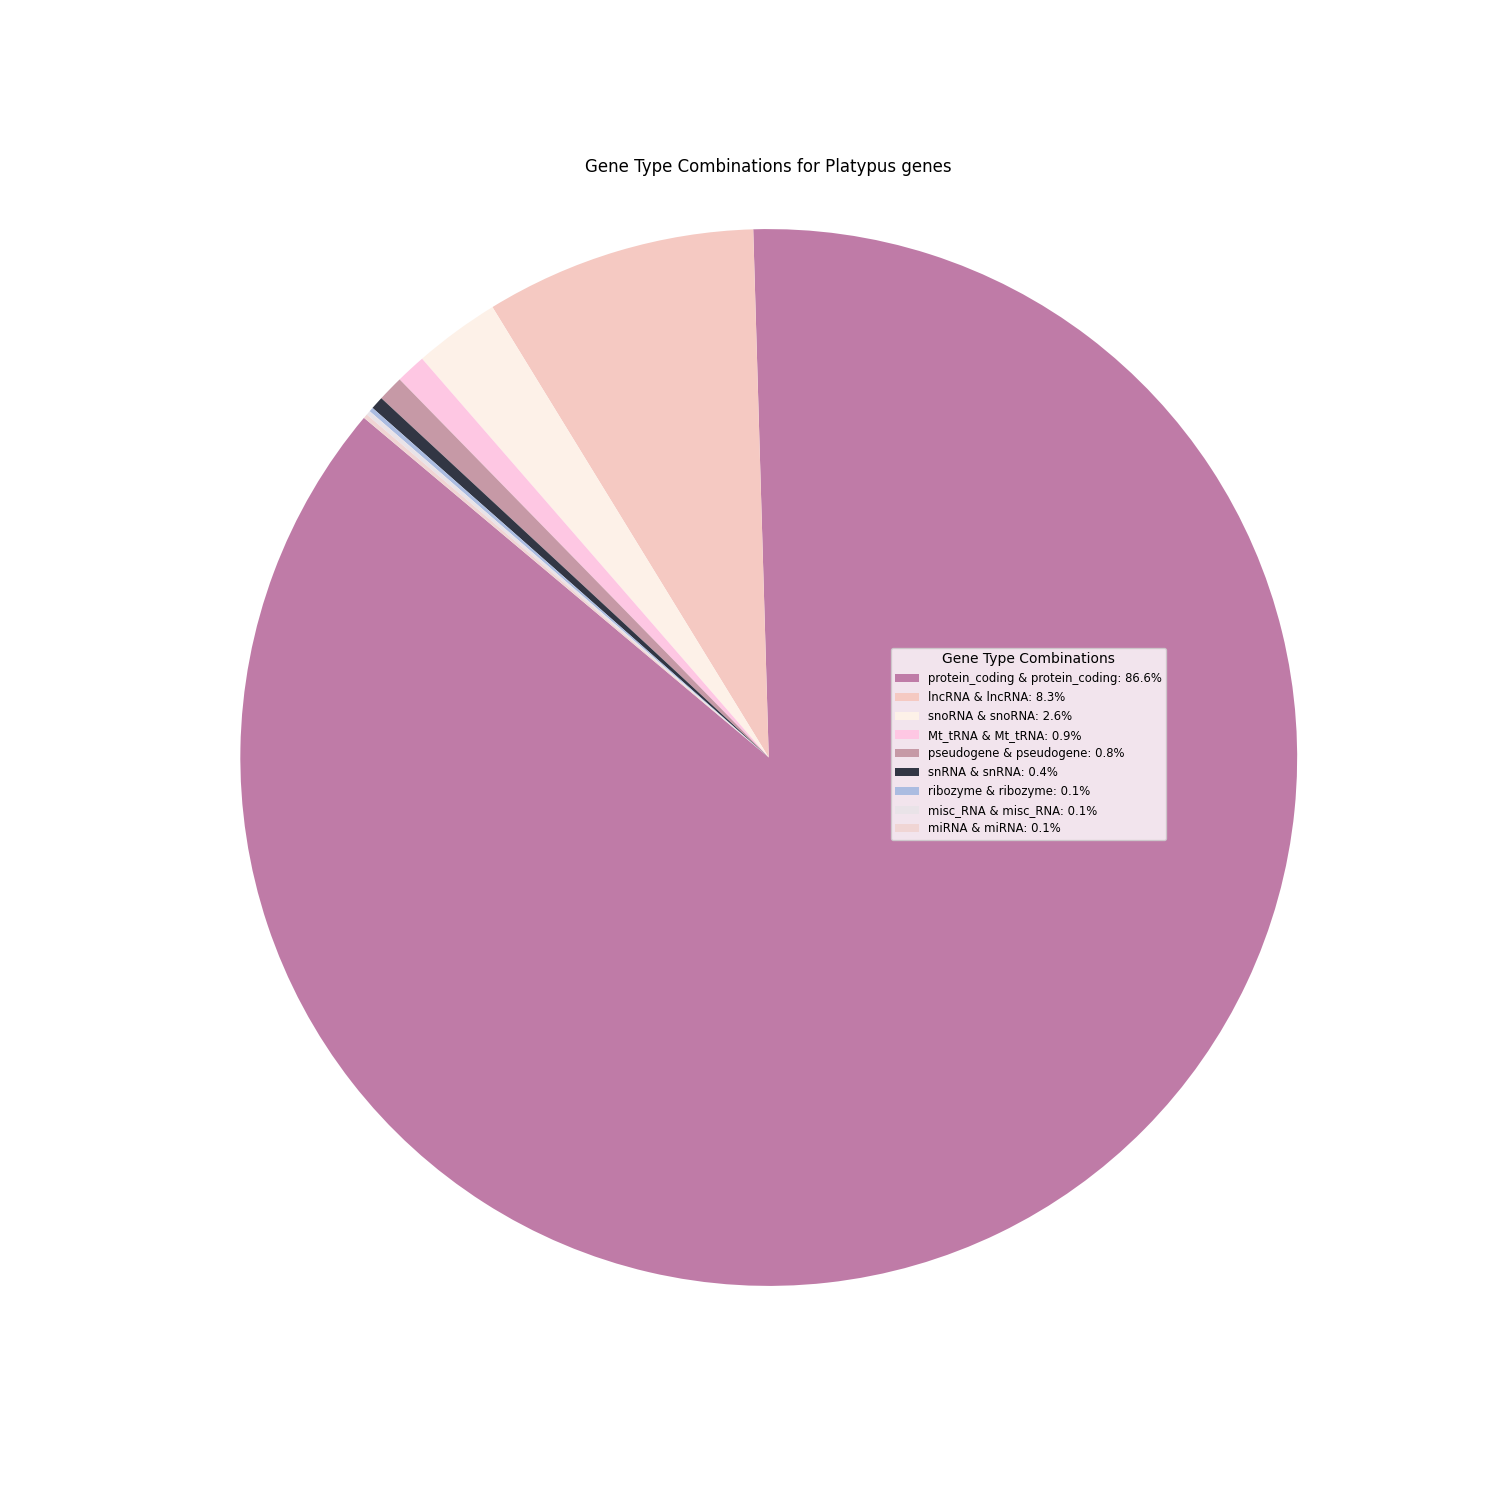 Gene Type Combinations for Platypus genes
Gene Type Combinations
protein_coding & protein_coding: 86.6%
lncRNA & lncRNA: 8.3%
snoRNA & snoRNA: 2.6%
Mt_tRNA & Mt_tRNA: 0.9%
pseudogene & pseudogene: 0.8%
snRNA & snRNA: 0.4%
ribozyme & ribozyme: 0.1%
misc_RNA & misc_RNA: 0.1%
miRNA & miRNA: 0.1%